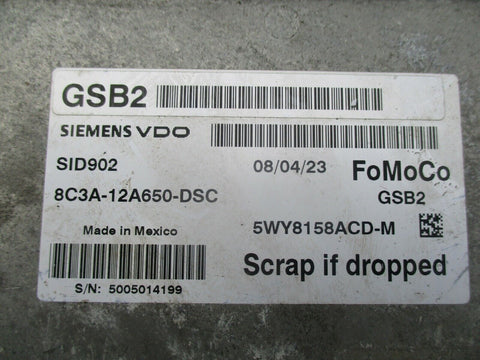 GSB2
SIEMENS VDO
SID902
08/04/23
FoMoCo
8C3A-12A650-DSC
GSB2
5WY8158ACD-M
Made in Mexico
Scrap if dropped
S/N: 5005014199